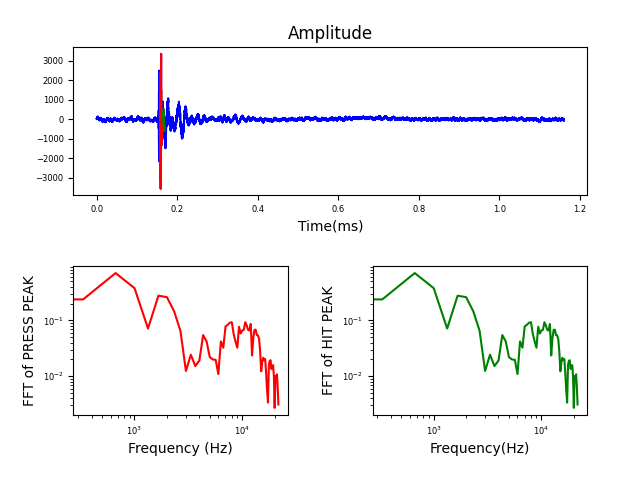 Amplitude
3000
2000
1000
0
−1000
−2000
−3000
0.0 0.2 0.4 0.6 0.8 1.0 1.2
Time(ms)
FFT of PRESS PEAK
10⁻¹
10⁻²
10³ 10⁴
Frequency (Hz)
FFT of HIT PEAK
10⁻¹
10⁻²
10³ 10⁴
Frequency(Hz)